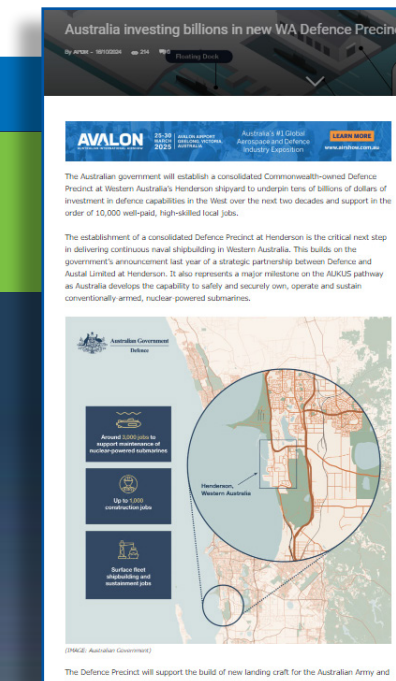 Australia investing billions in new WA Defence Precin
By APDR - 18/10/2024 214 0
Floating Dock
AVALON
AUSTRALIAN INTERNATIONAL AIRSHOW
25-30
MARCH
2025
AVALON AIRPORT
GEELONG, VICTORIA,
AUSTRALIA
Australia's #1 Global
Aerospace and Defence
Industry Exposition
LEARN MORE
www.airshow.com.au
The Australian government will establish a consolidated Commonwealth-owned Defence
Precinct at Western Australia's Henderson shipyard to underpin tens of billions of dollars of
investment in defence capabilities in the West over the next two decades and support in the
order of 10,000 well-paid, high-skilled local jobs.
The establishment of a consolidated Defence Precinct at Henderson is the critical next step
in delivering continuous naval shipbuilding in Western Australia. This builds on the
government's announcement last year of a strategic partnership between Defence and
Austal Limited at Henderson. It also represents a major milestone on the AUKUS pathway
as Australia develops the capability to safely and securely own, operate and sustain
conventionally-armed, nuclear-powered submarines.
Australian Government
Defence
Around 3,000 jobs to
support maintenance of
nuclear-powered submarines
Up to 1,000
construction jobs
Surface fleet
shipbuilding and
sustainment jobs
Henderson,
Western Australia
(IMAGE: Australian Government)
The Defence Precinct will support the build of new landing craft for the Australian Army and